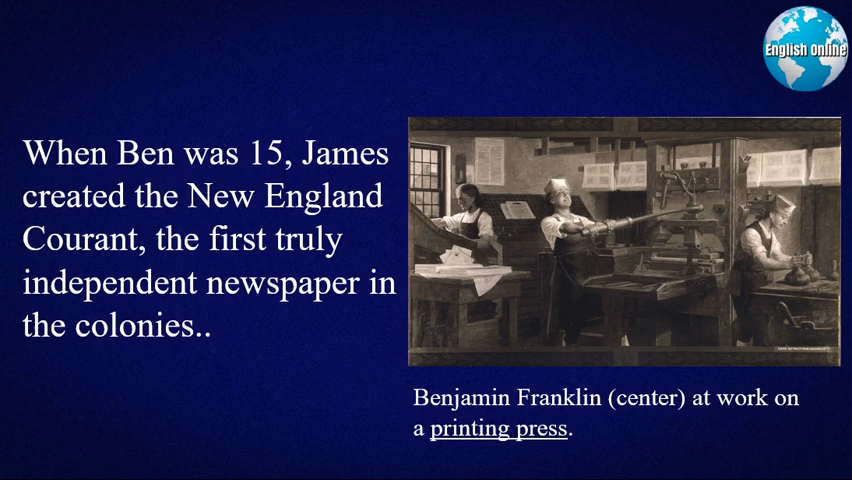 English Online
When Ben was 15, James
created the New England
Courant, the first truly
independent newspaper in
the colonies..
Benjamin Franklin (center) at work on
a printing press.